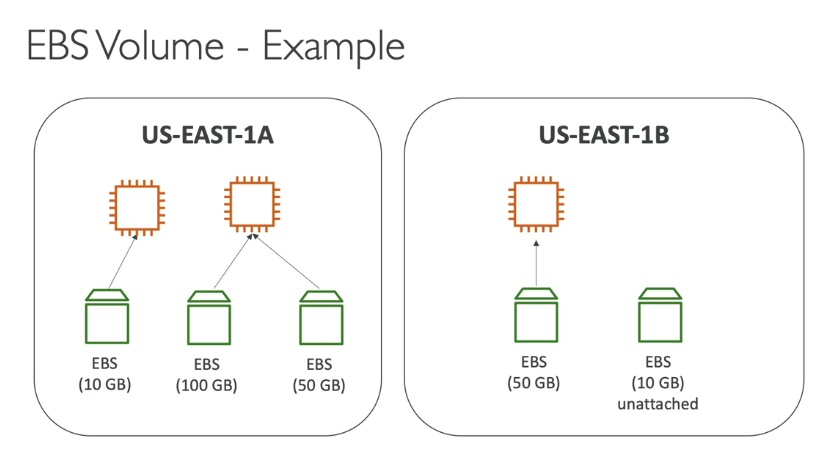 EBS Volume - Example
US-EAST-1A
US-EAST-1B
EBS
(10 GB)
EBS
(100 GB)
EBS
(50 GB)
EBS
(50 GB)
EBS
(10 GB)
unattached